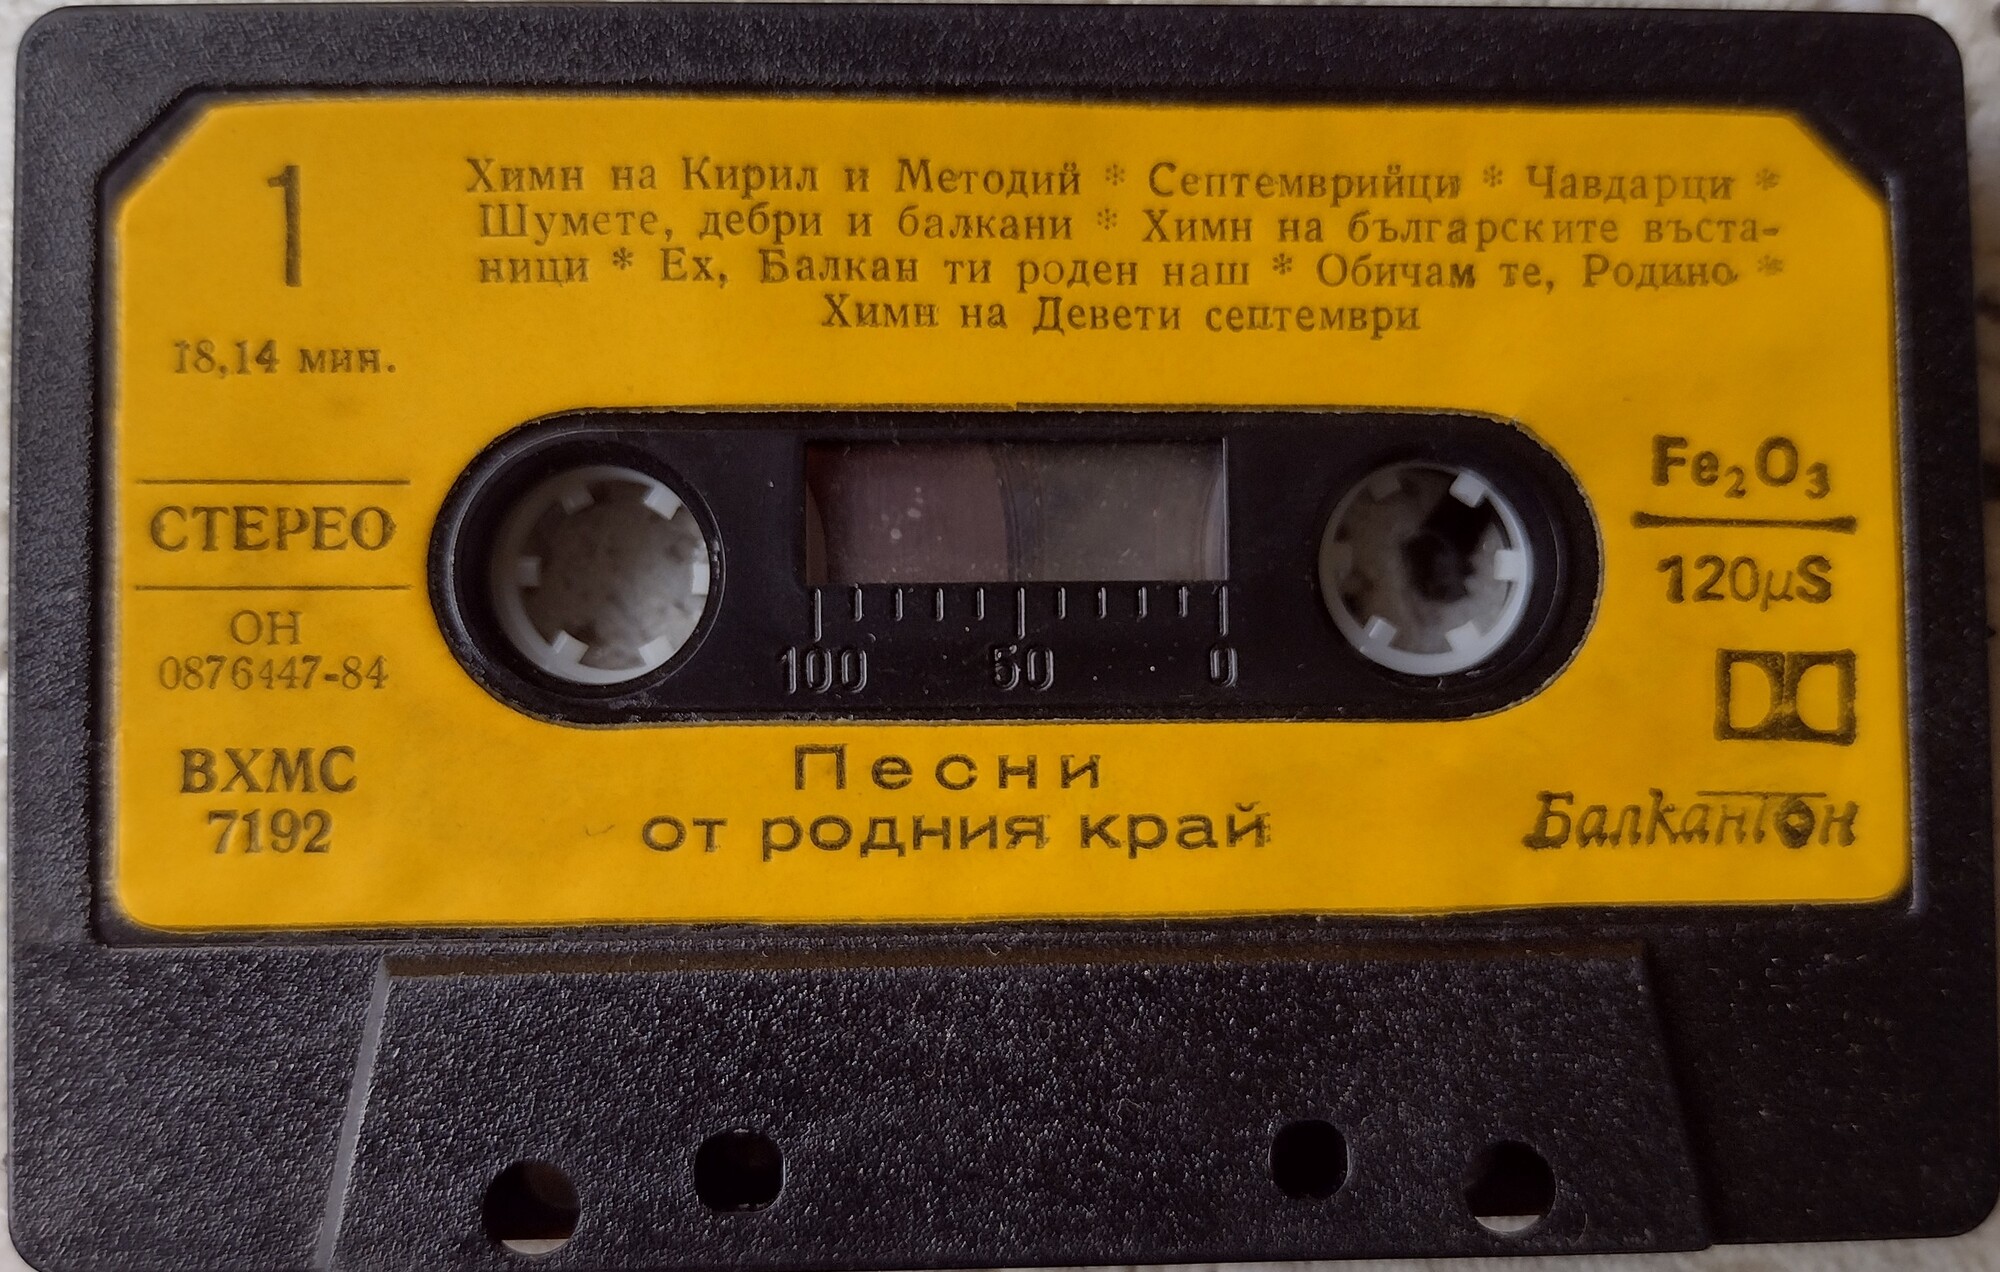 1
Химн на Кирил и Методий * Септемврийци * Чавдарци *
Шумете, дебри и балкани * Химн на българските въста-
ници * Ех, Балкан ти роден наш * Обичам те, Родино *
Химн на Девети септември
18,14 мин.
СТЕРЕО
ОН
0876447-84
ВХМС
7192
100 50 0
Fe₂O₃
120μS
Песни
от родния край
Балкантон